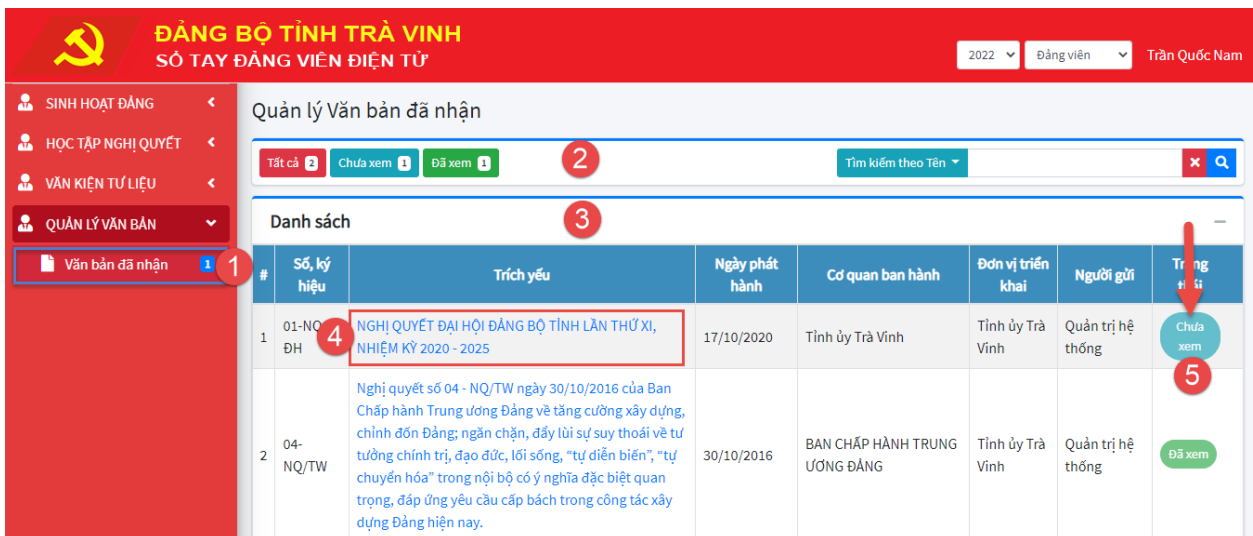 ĐẢNG BỘ TỈNH TRÀ VINH
SỔ TAY ĐẢNG VIÊN ĐIỆN TỬ
2022
Đảng viên
Trần Quốc Nam
SINH HOẠT ĐẢNG
HỌC TẬP NGHỊ QUYẾT
VĂN KIỆN TƯ LIỆU
QUẢN LÝ VĂN BẢN
Văn bản đã nhận 1
1
Quản lý Văn bản đã nhận
Tất cả 2
Chưa xem 1
Đã xem 1
2
Tìm kiếm theo Tên
Danh sách
3
#
Số, ký
hiệu
Trích yếu
Ngày phát
hành
Cơ quan ban hành
Đơn vị triển
khai
Người gửi
thái
1
01-NQ
ĐH
4
NGHỊ QUYẾT ĐẠI HỘI ĐẢNG BỘ TỈNH LẦN THỨ XI,
NHIỆM KỲ 2020 - 2025
17/10/2020
Tỉnh ủy Trà Vinh
Tỉnh ủy Trà
Vinh
Quản trị hệ
thống
Chưa
xem
5
2
04-
NQ/TW
Nghị quyết số 04 - NQ/TW ngày 30/10/2016 của Ban
Chấp hành Trung ương Đảng về tăng cường xây dựng,
chỉnh đốn Đảng; ngăn chặn, đẩy lùi sự suy thoái về tư
tưởng chính trị, đạo đức, lối sống, “tự diễn biến”, “tự
chuyển hóa” trong nội bộ có ý nghĩa đặc biệt quan
trọng, đáp ứng yêu cầu cấp bách trong công tác xây
dựng Đảng hiện nay.
30/10/2016
BAN CHẤP HÀNH TRUNG
ƯƠNG ĐẢNG
Tỉnh ủy Trà
Vinh
Quản trị hệ
thống
Đã xem